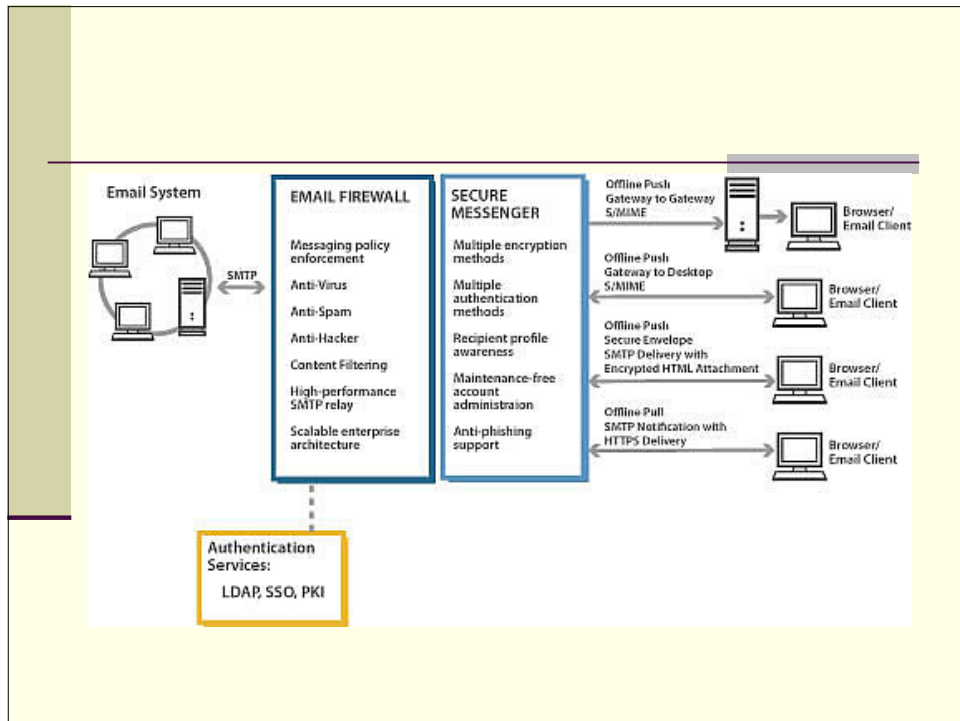 Email System
SMTP
EMAIL FIREWALL
Messaging policy
enforcement
Anti-Virus
Anti-Spam
Anti-Hacker
Content Filtering
High-performance
SMTP relay
Scalable enterprise
architecture
SECURE
MESSENGER
Multiple encryption
methods
Multiple
authentication
methods
Recipient profile
awareness
Maintenance-free
account
administraion
Anti-phishing
support
Offline Push
Gateway to Gateway
S/MIME
Browser/
Email Client
Offline Push
Gateway to Desktop
S/MIME
Browser/
Email Client
Offline Push
Secure Envelope
SMTP Delivery with
Encrypted HTML Attachment
Browser/
Email Client
Offline Pull
SMTP Notification with
HTTPS Delivery
Browser/
Email Client
Authentication
Services:
LDAP, SSO, PKI